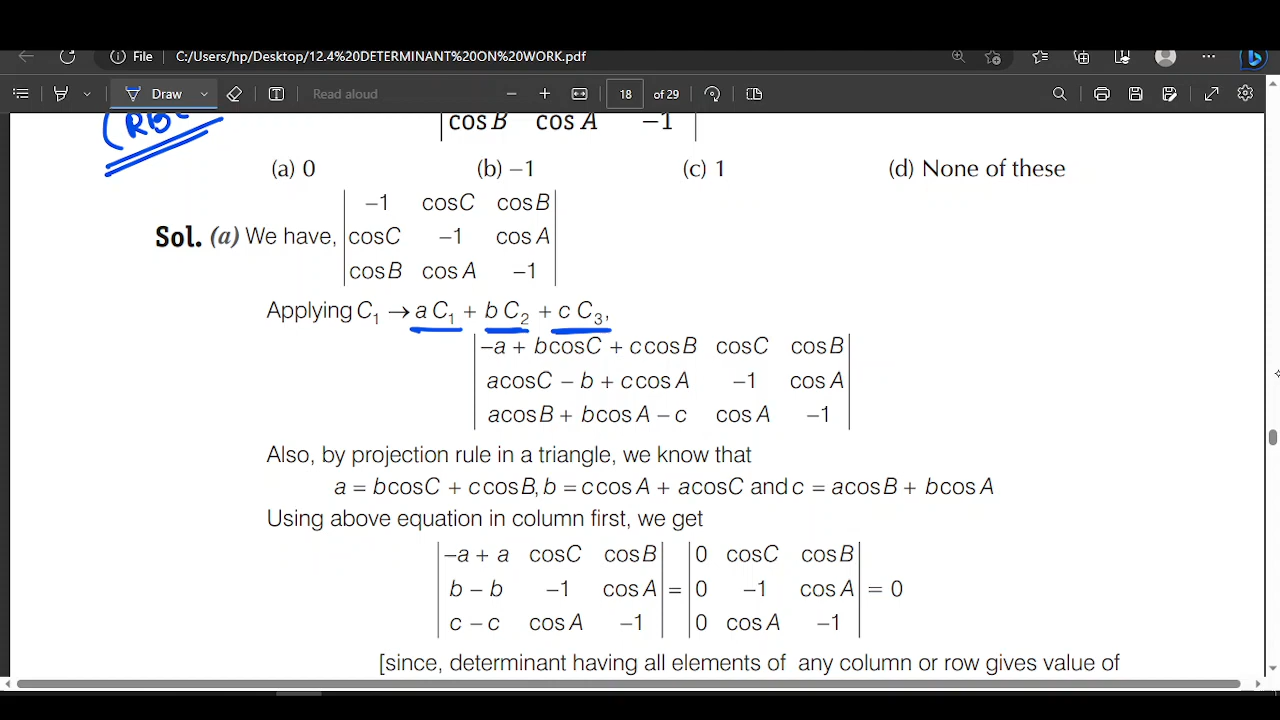 File C:/Users/hp/Desktop/12.4%20DETERMINANT%20ON%20WORK.pdf
Draw Read aloud 18 of 29
cos B cos A −1
(a) 0 (b) −1 (c) 1 (d) None of these
−1 cosC cosB
Sol. (a) We have, cosC −1 cos A
cosB cos A −1
Applying C₁ → a C₁ + b C₂ + c C₃,
−a + bcosC + ccosB cosC cosB
acosC − b + ccos A −1 cos A
acosB + bcos A − c cos A −1
Also, by projection rule in a triangle, we know that
a = bcosC + ccosB, b = ccos A + acosC and c = acosB + bcos A
Using above equation in column first, we get
−a + a cosC cosB 0 cosC cosB
b − b −1 cos A = 0 −1 cos A = 0
c − c cos A −1 0 cos A −1
[since, determinant having all elements of any column or row gives value of